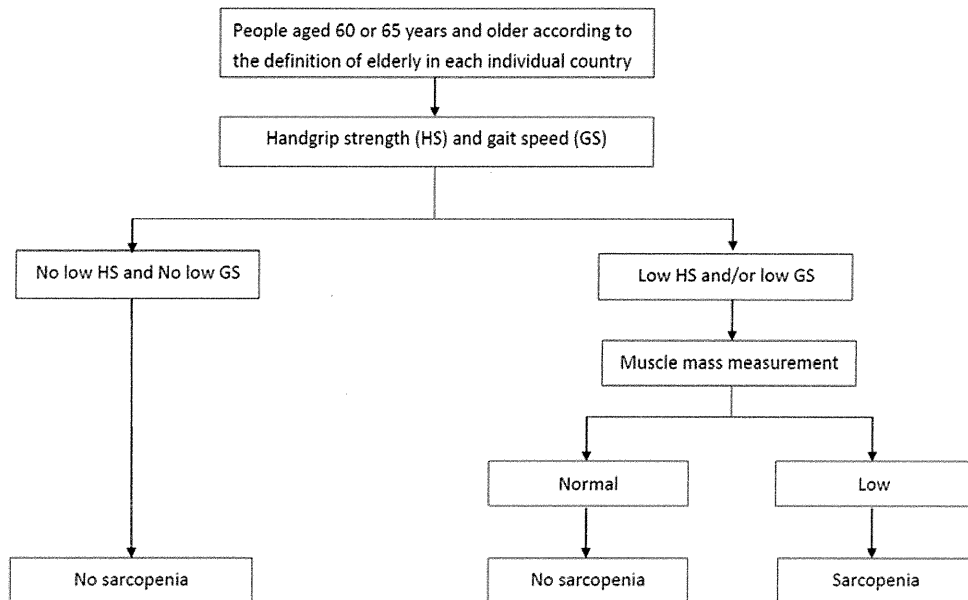 People aged 60 or 65 years and older according to
the definition of elderly in each individual country
Handgrip strength (HS) and gait speed (GS)
No low HS and No low GS
Low HS and/or low GS
Muscle mass measurement
Normal
Low
No sarcopenia
No sarcopenia
Sarcopenia